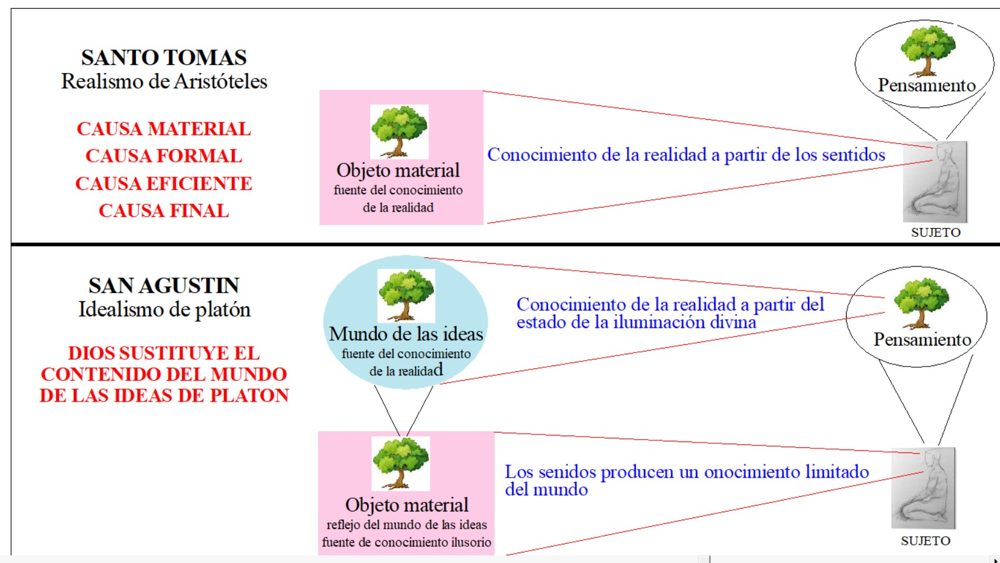 SANTO TOMAS
Realismo de Aristóteles
CAUSA MATERIAL
CAUSA FORMAL
CAUSA EFICIENTE
CAUSA FINAL
Objeto material
fuente del conocimiento
de la realidad
Conocimiento de la realidad a partir de los sentidos
Pensamiento
SUJETO
SAN AGUSTIN
Idealismo de platón
DIOS SUSTITUYE EL
CONTENIDO DEL MUNDO
DE LAS IDEAS DE PLATON
Mundo de las ideas
fuente del conocimiento
de la realidad
Conocimiento de la realidad a partir del
estado de la iluminación divina
Pensamiento
Objeto material
reflejo del mundo de las ideas
fuente de conocimiento ilusorio
Los senidos producen un onocimiento limitado
del mundo
SUJETO